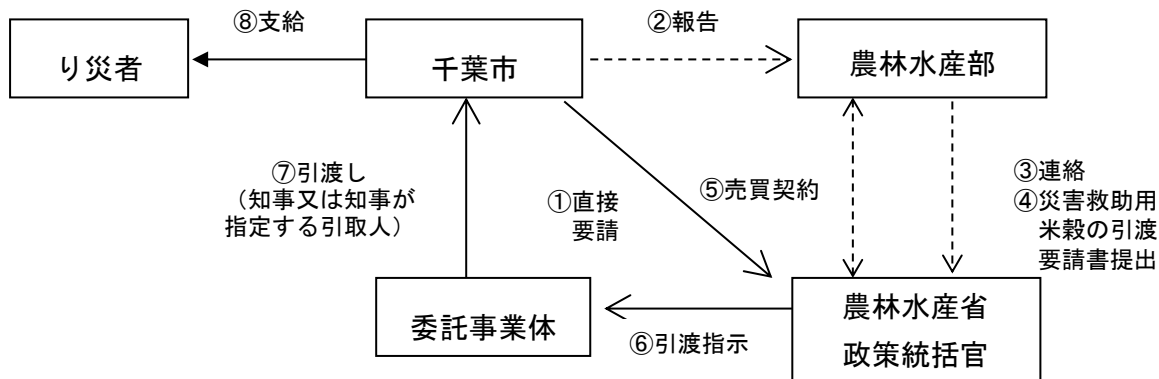 ⑧支給
②報告
り災者
千葉市
農林水産部
⑦引渡し
（知事又は知事が
指定する引取人）
①直接
要請
⑤売買契約
③連絡
④災害救助用
米穀の引渡
要請書提出
委託事業体
⑥引渡指示
農林水産省
政策統括官